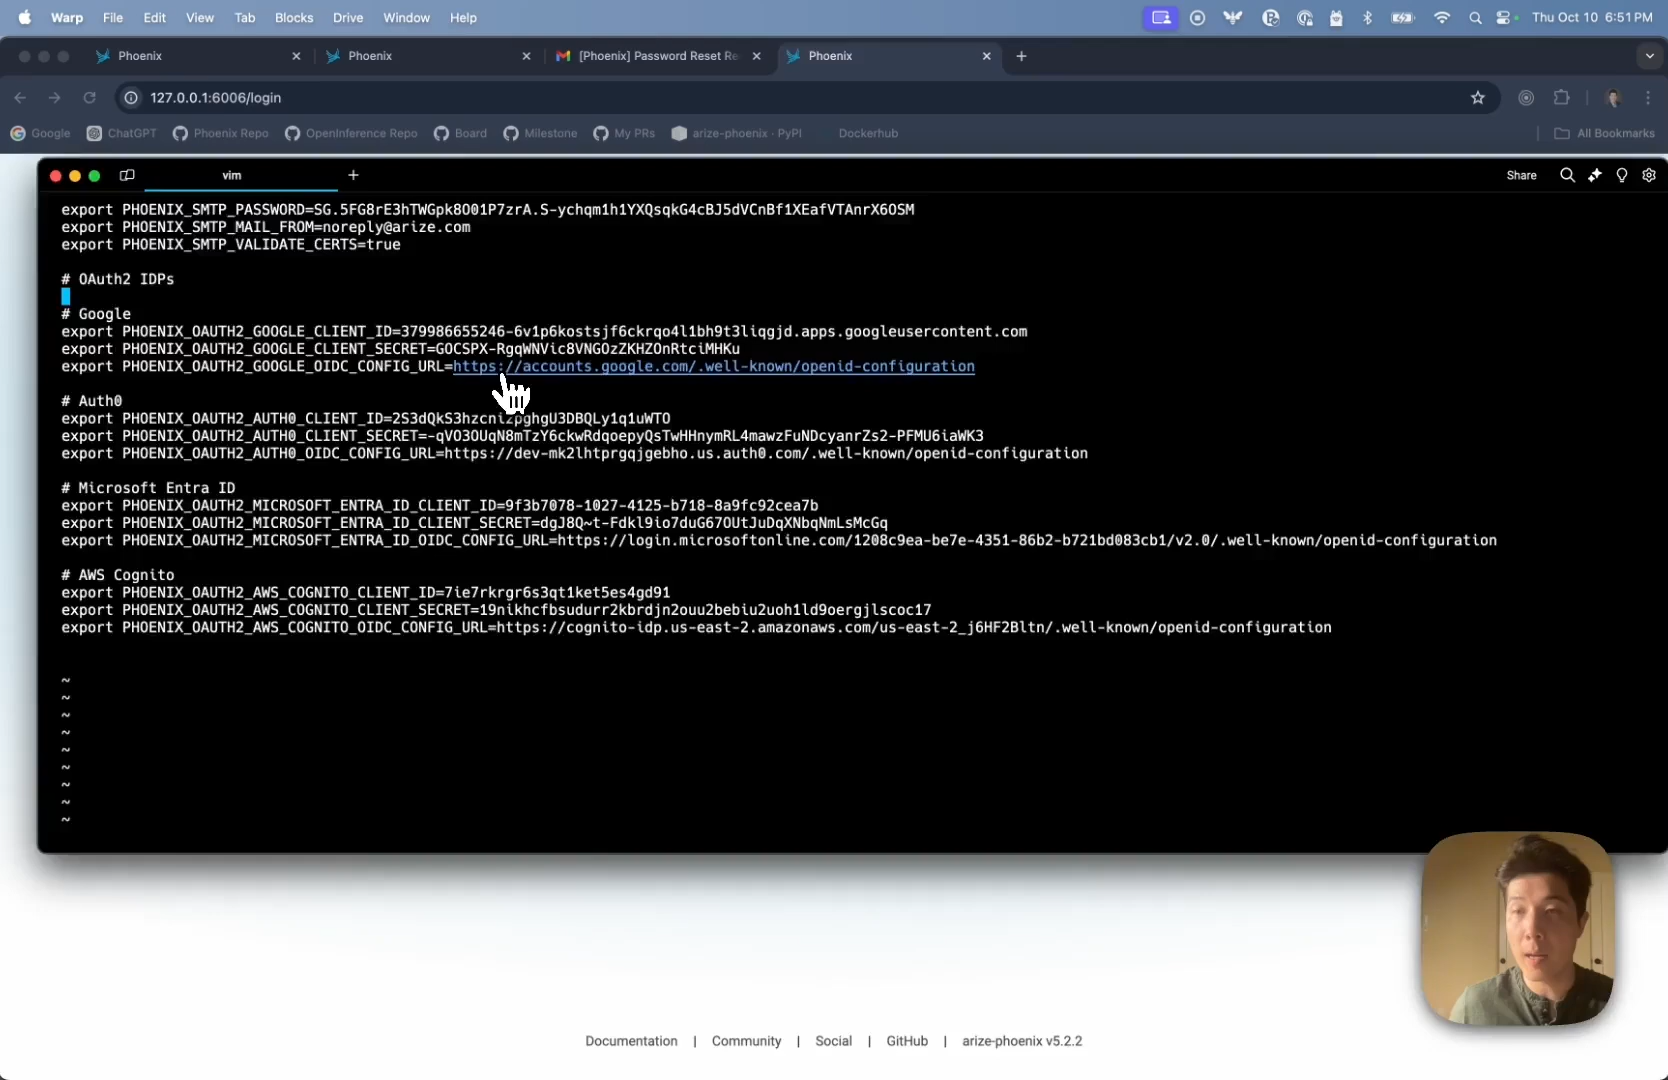 Warp File Edit View Tab Blocks Drive Window Help Thu Oct 10 6:51 PM
Phoenix Phoenix [Phoenix] Password Reset Re Phoenix
127.0.0.1:6006/login
Google ChatGPT Phoenix Repo OpenInference Repo Board Milestone My PRs arize-phoenix · PyPI Dockerhub All Bookmarks
vim Share
export PHOENIX_SMTP_PASSWORD=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
export PHOENIX_SMTP_MAIL_FROM=noreply@arize.com
export PHOENIX_SMTP_VALIDATE_CERTS=true
# OAuth2 IDPs
# Google
export PHOENIX_OAUTH2_GOOGLE_CLIENT_ID=379986655246-6v1p6kostsjf6ckrqo4l1bh9t3liqgjd.apps.googleusercontent.com
export PHOENIX_OAUTH2_GOOGLE_CLIENT_SECRET=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
export PHOENIX_OAUTH2_GOOGLE_OIDC_CONFIG_URL=https://accounts.google.com/.well-known/openid-configuration
# Auth0
export PHOENIX_OAUTH2_AUTH0_CLIENT_ID=2S3dQkS3hzcnizpghgU3DBQLy1q1uWTO
export PHOENIX_OAUTH2_AUTH0_CLIENT_SECRET=-qVO3OUqN8mTzY6ckwRdqoepyQsTwHHnymRL4mawzFuNDcyanrZs2-PFMU6iaWK3
export PHOENIX_OAUTH2_AUTH0_OIDC_CONFIG_URL=https://dev-mk2lhtprgqjgebho.us.auth0.com/.well-known/openid-configuration
# Microsoft Entra ID
export PHOENIX_OAUTH2_MICROSOFT_ENTRA_ID_CLIENT_ID=9f3b7078-1027-4125-b718-8a9fc92cea7b
export PHOENIX_OAUTH2_MICROSOFT_ENTRA_ID_CLIENT_SECRET=dgJ8Q~t-Fdkl9io7duG67OUtJuDqXNbqNmLsMcGq
export PHOENIX_OAUTH2_MICROSOFT_ENTRA_ID_OIDC_CONFIG_URL=https://login.microsoftonline.com/1208c9ea-be7e-4351-86b2-b721bd083cb1/v2.0/.well-known/openid-configuration
# AWS Cognito
export PHOENIX_OAUTH2_AWS_COGNITO_CLIENT_ID=7ie7rkrgr6s3qt1ket5es4gd91
export PHOENIX_OAUTH2_AWS_COGNITO_CLIENT_SECRET=19nikhcfbsudurr2kbrdjn2ouu2bebiu2uoh1ld9oergjlscoc17
export PHOENIX_OAUTH2_AWS_COGNITO_OIDC_CONFIG_URL=https://cognito-idp.us-east-2.amazonaws.com/us-east-2_j6HF2Bltn/.well-known/openid-configuration
~
~
~
~
~
~
~
~
~
Documentation | Community | Social | GitHub | arize-phoenix v5.2.2